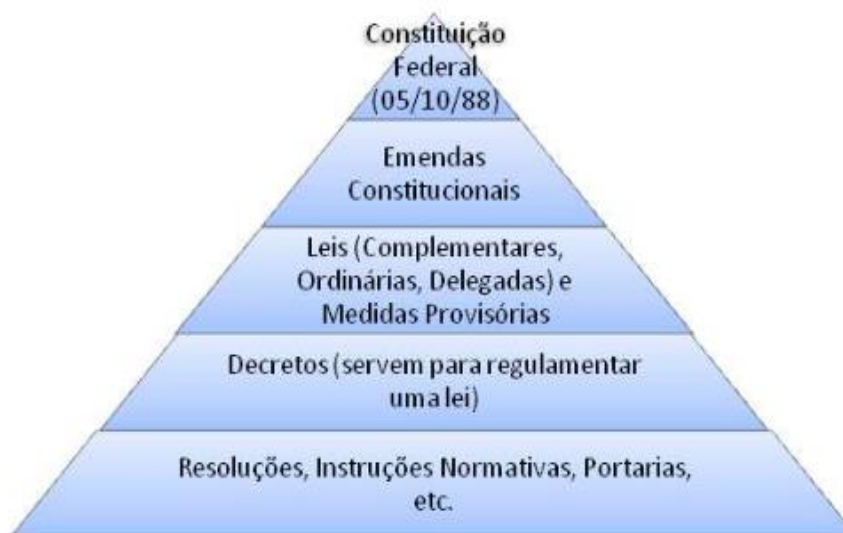 Constituição
Federal
(05/10/88)
Emendas
Constitucionais
Leis (Complementares,
Ordinárias, Delegadas) e
Medidas Provisórias
Decretos (servem para regulamentar
uma lei)
Resoluções, Instruções Normativas, Portarias,
etc.